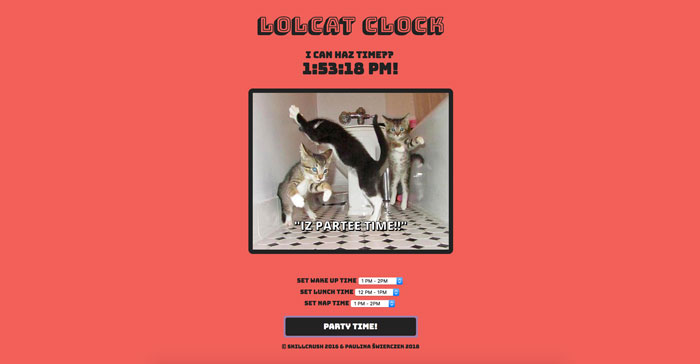 LOLCAT CLOCK
I CAN HAZ TIME??
1:53:18 PM!
"IZ PARTEE TIME!!"
SET WAKE UP TIME 1 PM - 2PM
SET LUNCH TIME 12 PM - 1PM
SET NAP TIME 1 PM - 2PM
PARTY TIME!
© SKILLCRUSH 2016 & PAULINA ŚWIERCZEK 2018